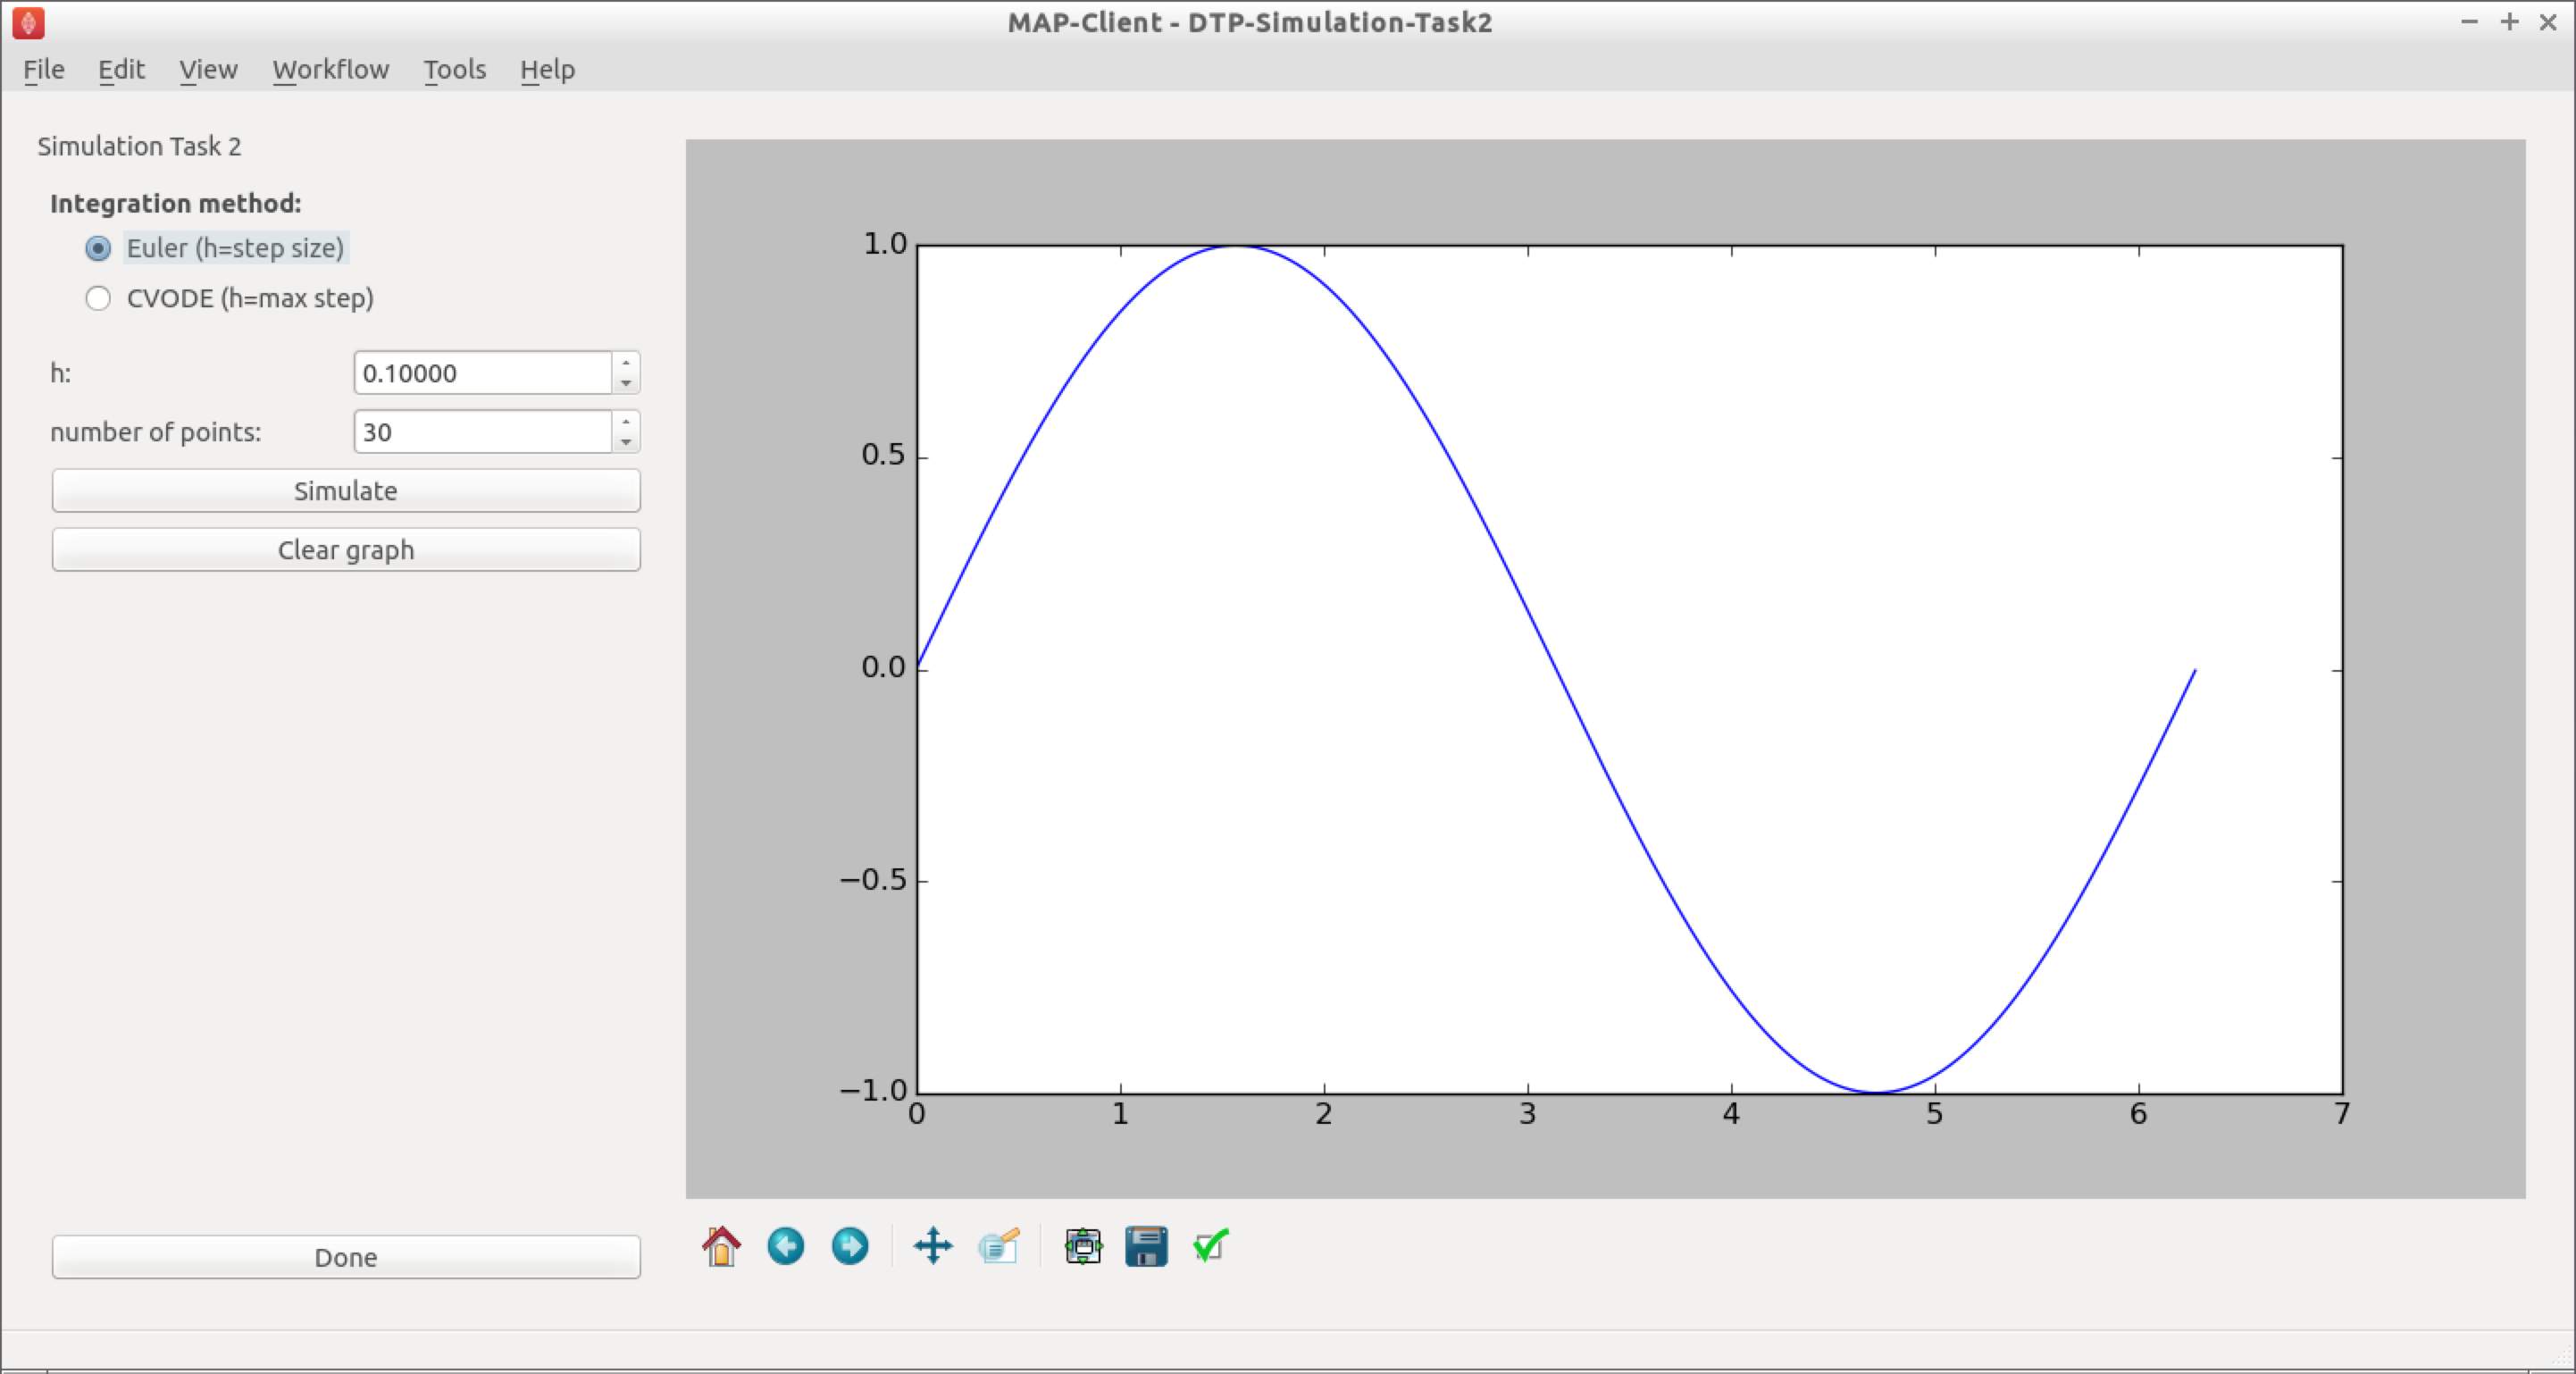 MAP-Client - DTP-Simulation-Task2
File Edit View Workflow Tools Help
Simulation Task 2
Integration method:
Euler (h=step size)
CVODE (h=max step)
h: 0.10000
number of points: 30
Simulate
Clear graph
Done
1.0
0.5
0.0
−0.5
−1.0
0 1 2 3 4 5 6 7